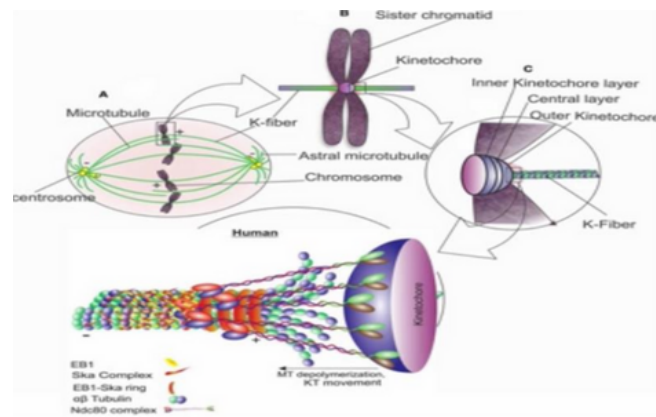 B
Sister chromatid
Kinetochore
A
Microtubule
K-fiber
C
Inner Kinetochore layer
Central layer
Outer Kinetochore
+
-
Astral microtubule
+
Chromosome
centrosome
K-Fiber
Human
Kinetochore
-
+
MT depolymerization,
KT movement
EB1
Ska Complex
EB1-Ska ring
αβ Tubulin
Ndc80 complex